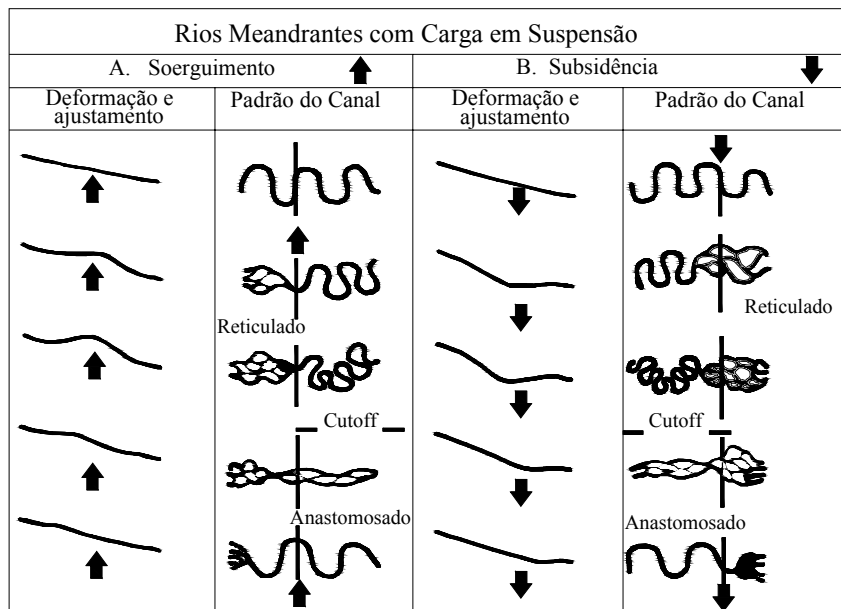 Rios Meandrantes com Carga em Suspensão
A. Soerguimento
B. Subsidência
Deformação e
ajustamento
Padrão do Canal
Deformação e
ajustamento
Padrão do Canal
Reticulado
Reticulado
Cutoff
Cutoff
Anastomosado
Anastomosado